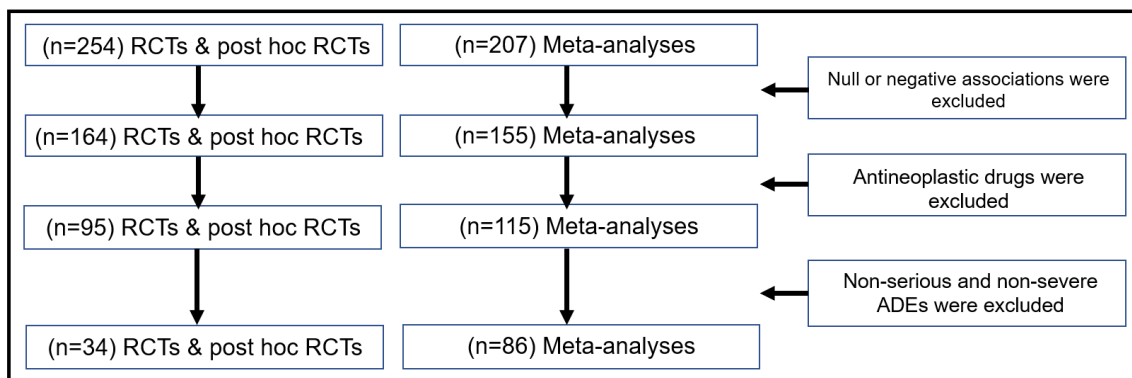 (n=254) RCTs & post hoc RCTs
(n=207) Meta-analyses
Null or negative associations were
excluded
(n=164) RCTs & post hoc RCTs
(n=155) Meta-analyses
Antineoplastic drugs were
excluded
(n=95) RCTs & post hoc RCTs
(n=115) Meta-analyses
Non-serious and non-severe
ADEs were excluded
(n=34) RCTs & post hoc RCTs
(n=86) Meta-analyses